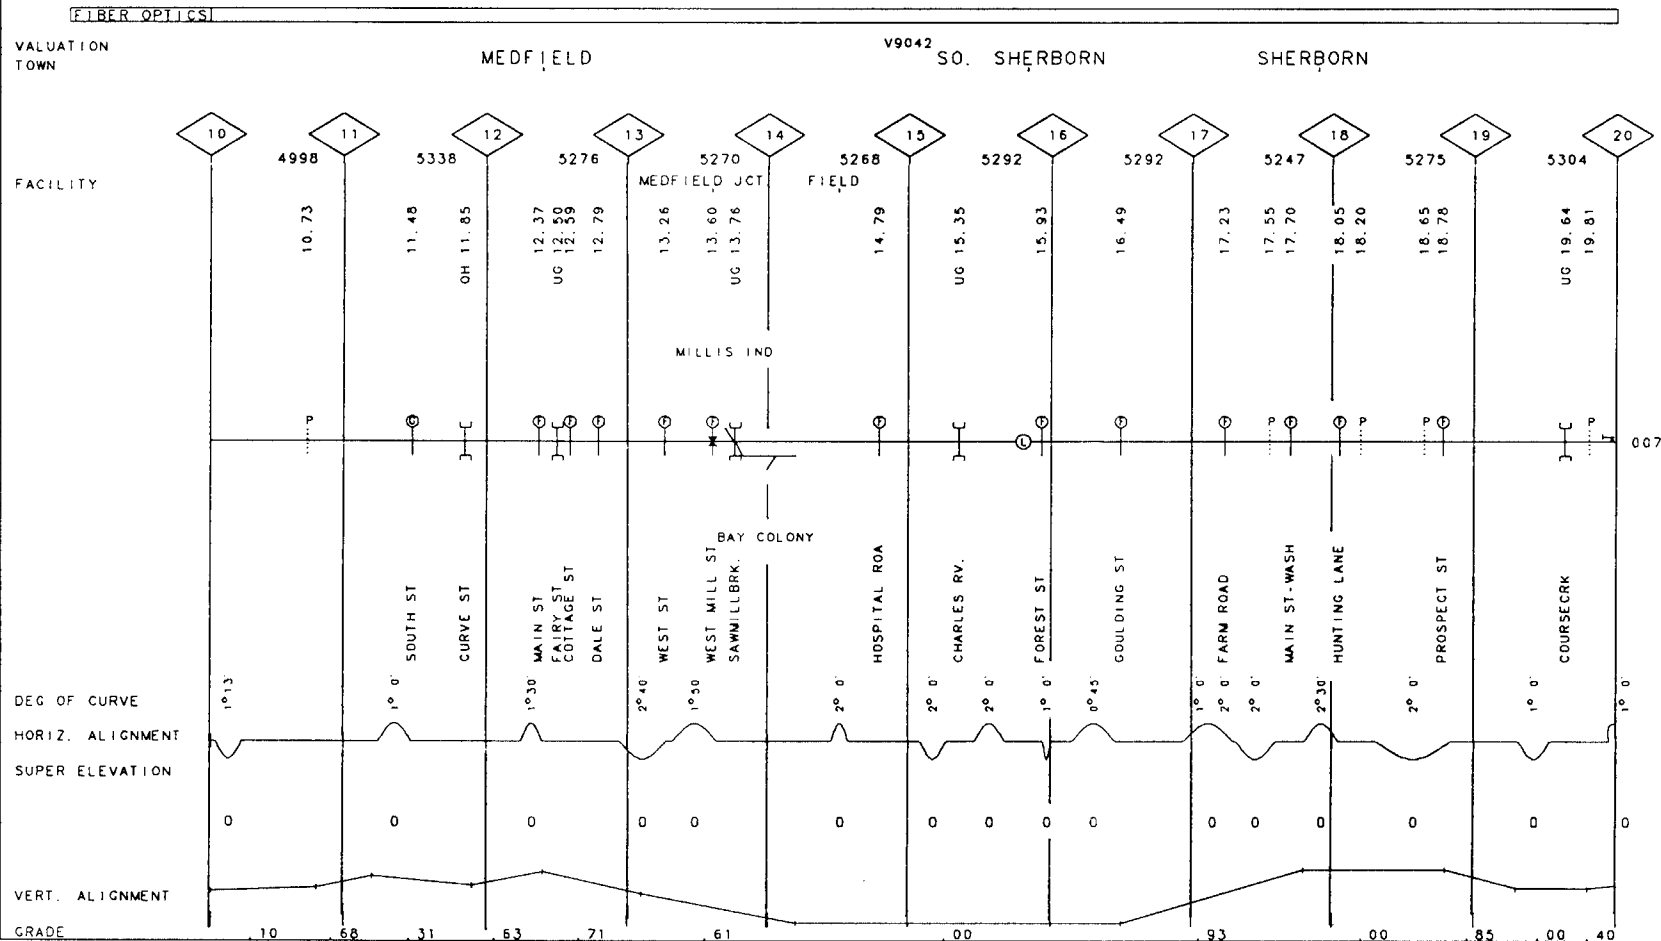 FIBER OPTICS
VALUATION V9042
TOWN MEDFIELD SO. SHERBORN SHERBORN
10 11 12 13 14 15 16 17 18 19 20
4998 5338 5276 5270 5268 5292 5292 5247 5275 5304
FACILITY MEDFIELD JCT FIELD
10.73
11.48
OH 11.85
12.37
UG 12.50
12.59
12.79
13.26
13.60
UG 13.76
14.79
UG 15.35
15.93
16.49
17.23
17.55
17.70
18.05
18.20
18.65
18.78
UG 19.64
19.81
MILLIS IND
P G F F F F F F F F F P F F P P F P
L
007
BAY COLONY
SOUTH ST
CURVE ST
MAIN ST
FAIRY ST
COTTAGE ST
DALE ST
WEST ST
WEST MILL ST
SAWMILLBRK.
HOSPITAL ROA
CHARLES RV.
FOREST ST
GOULDING ST
FARM ROAD
MAIN ST-WASH
HUNTING LANE
PROSPECT ST
COURSECRK
DEG OF CURVE 1°13' 1° 0' 1°30' 2°40' 1°50' 2° 0' 2° 0' 2° 0' 1° 0' 0°45' 1° 0' 2° 0' 2° 0' 2°30' 2° 0' 1° 0' 1° 0'
HORIZ. ALIGNMENT
SUPER ELEVATION
0 0 0 0 0 0 0 0 0 0 0 0 0 0 0 0
VERT. ALIGNMENT
GRADE .10 .68 .31 .63 .71 .61 .00 .93 .00 .85 .00 .40